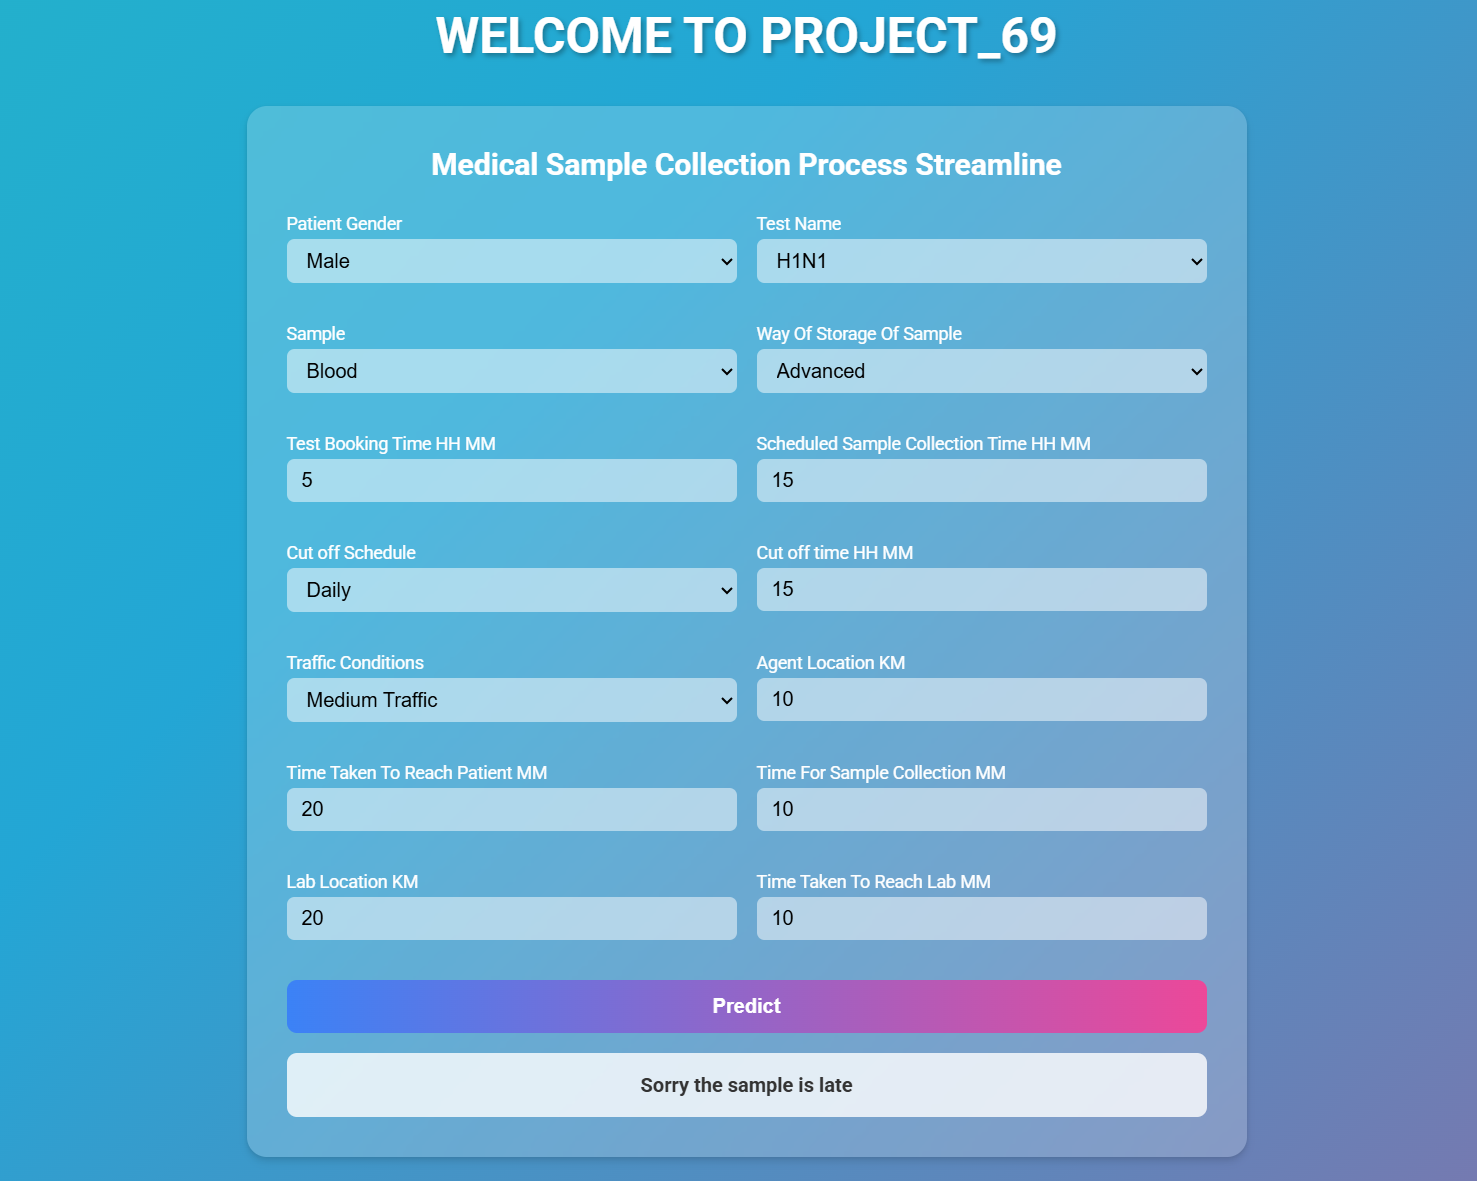 WELCOME TO PROJECT_69
Medical Sample Collection Process Streamline
Patient Gender
Test Name
Male
H1N1
Sample
Way Of Storage Of Sample
Blood
Advanced
Test Booking Time HH MM
Scheduled Sample Collection Time HH MM
5
15
Cut off Schedule
Cut off time HH MM
Daily
15
Traffic Conditions
Agent Location KM
Medium Traffic
10
Time Taken To Reach Patient MM
Time For Sample Collection MM
20
10
Lab Location KM
Time Taken To Reach Lab MM
20
10
Predict
Sorry the sample is late